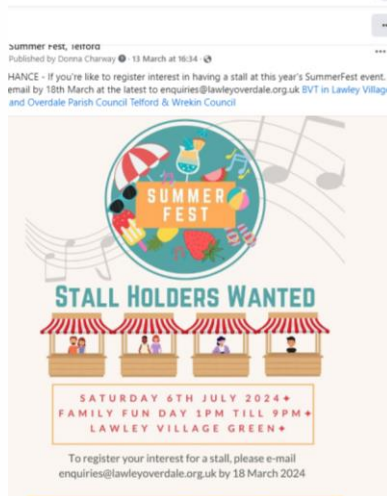 Summer Fest, Telford
Published by Donna Charway · 13 March at 16:34 ·
HANCE - If you're like to register interest in having a stall at this year's SummerFest event.
email by 18th March at the latest to enquiries@lawleyoverdale.org.uk BVT in Lawley Village
and Overdale Parish Council Telford & Wrekin Council
SUMMER
FEST
STALL HOLDERS WANTED
SATURDAY 6TH JULY 2024
FAMILY FUN DAY 1PM TILL 9PM
LAWLEY VILLAGE GREEN
To register your interest for a stall, please e-mail
enquiries@lawleyoverdale.org.uk by 18 March 2024